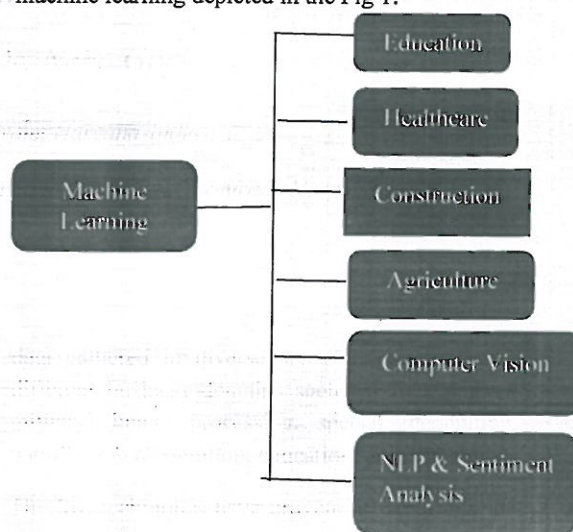 machine learning depicted in the Fig 1.
Education
Healthcare
Machine
Learning
Construction
Agriculture
Computer Vision
NLP & Sentiment
Analysis